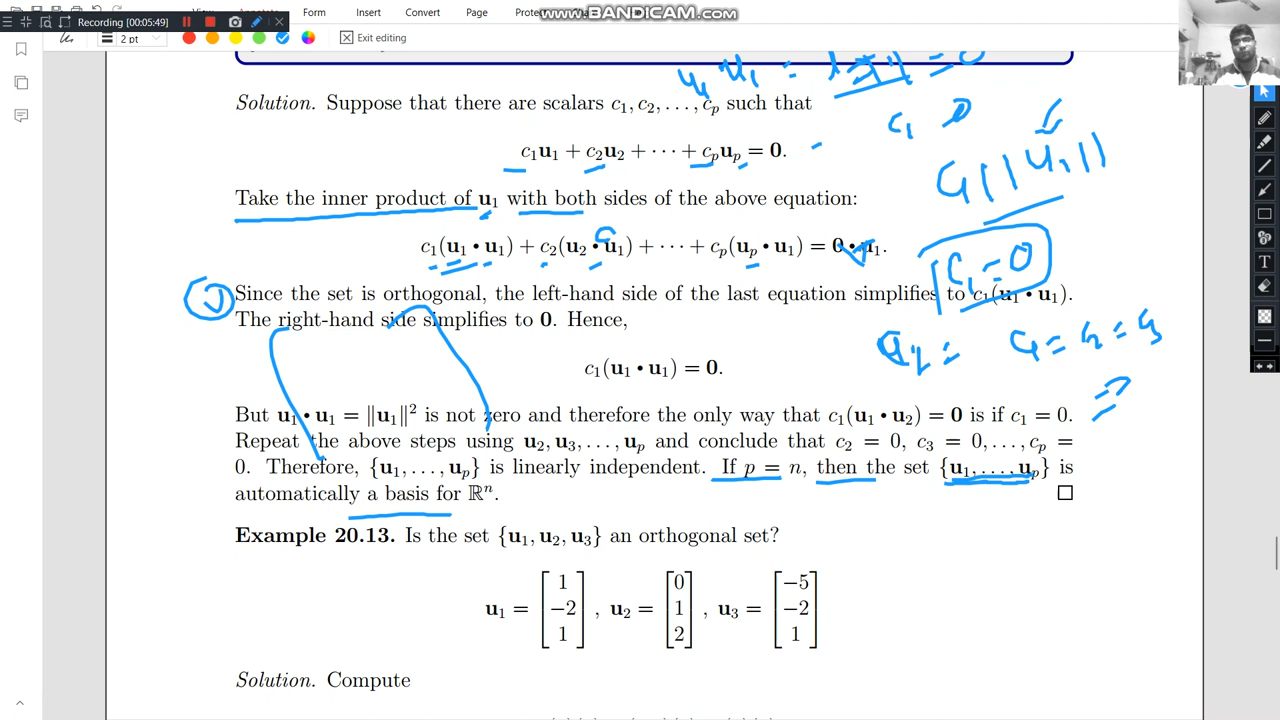 Recording [00:05:49]
Form Insert Convert Page
www.BANDICAM.com
2 pt
Exit editing
Solution. Suppose that there are scalars c₁, c₂, . . . , cₚ such that
c₁u₁ + c₂u₂ + · · · + cₚuₚ = 0.
c₁
Take the inner product of u₁ with both sides of the above equation:
c₁(u₁ • u₁) + c₂(u₂ • u₁) + · · · + cₚ(uₚ • u₁) = 0 • u₁.
c₁ = 0
Since the set is orthogonal, the left-hand side of the last equation simplifies to c₁(u₁ • u₁).
The right-hand side simplifies to 0. Hence,
c₁(u₁ • u₁) = 0.
But u₁ • u₁ = ‖u₁‖² is not zero and therefore the only way that c₁(u₁ • u₂) = 0 is if c₁ = 0.
Repeat the above steps using u₂, u₃, . . . , uₚ and conclude that c₂ = 0, c₃ = 0, . . . , cₚ =
0. Therefore, {u₁, . . . , uₚ} is linearly independent. If p = n, then the set {u₁, . . . , uₚ} is
automatically a basis for ℝⁿ. □
Example 20.13. Is the set {u₁, u₂, u₃} an orthogonal set?
u₁ = [1 −2 1], u₂ = [0 1 2], u₃ = [−5 −2 1]
Solution. Compute